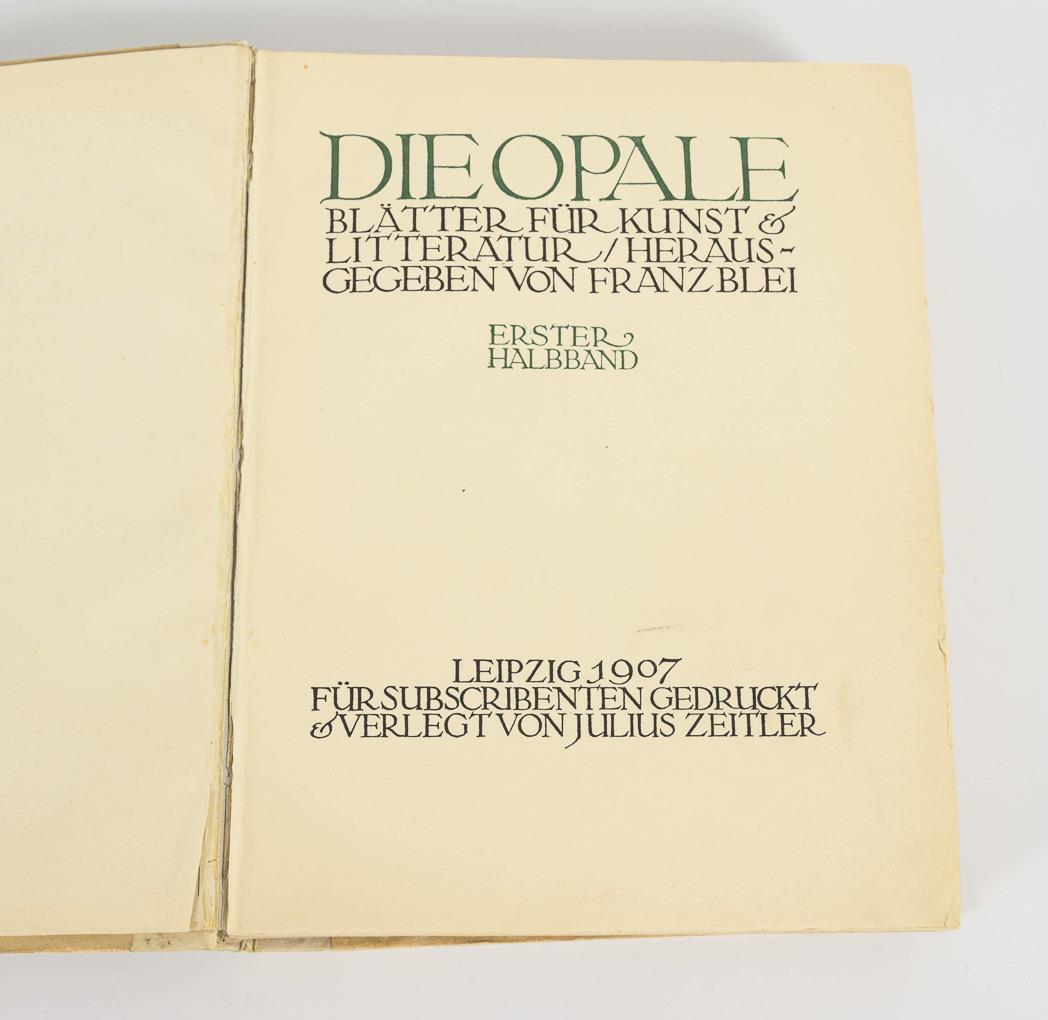 DIE OPALE
BLÄTTER FÜR KUNST &
LITTERATUR / HERAUS-
GEGEBEN VON FRANZ BLEI
ERSTER
HALBBAND
LEIPZIG 1907
FÜR SUBSCRIBENTEN GEDRUCKT
& VERLEGT VON JULIUS ZEITLER